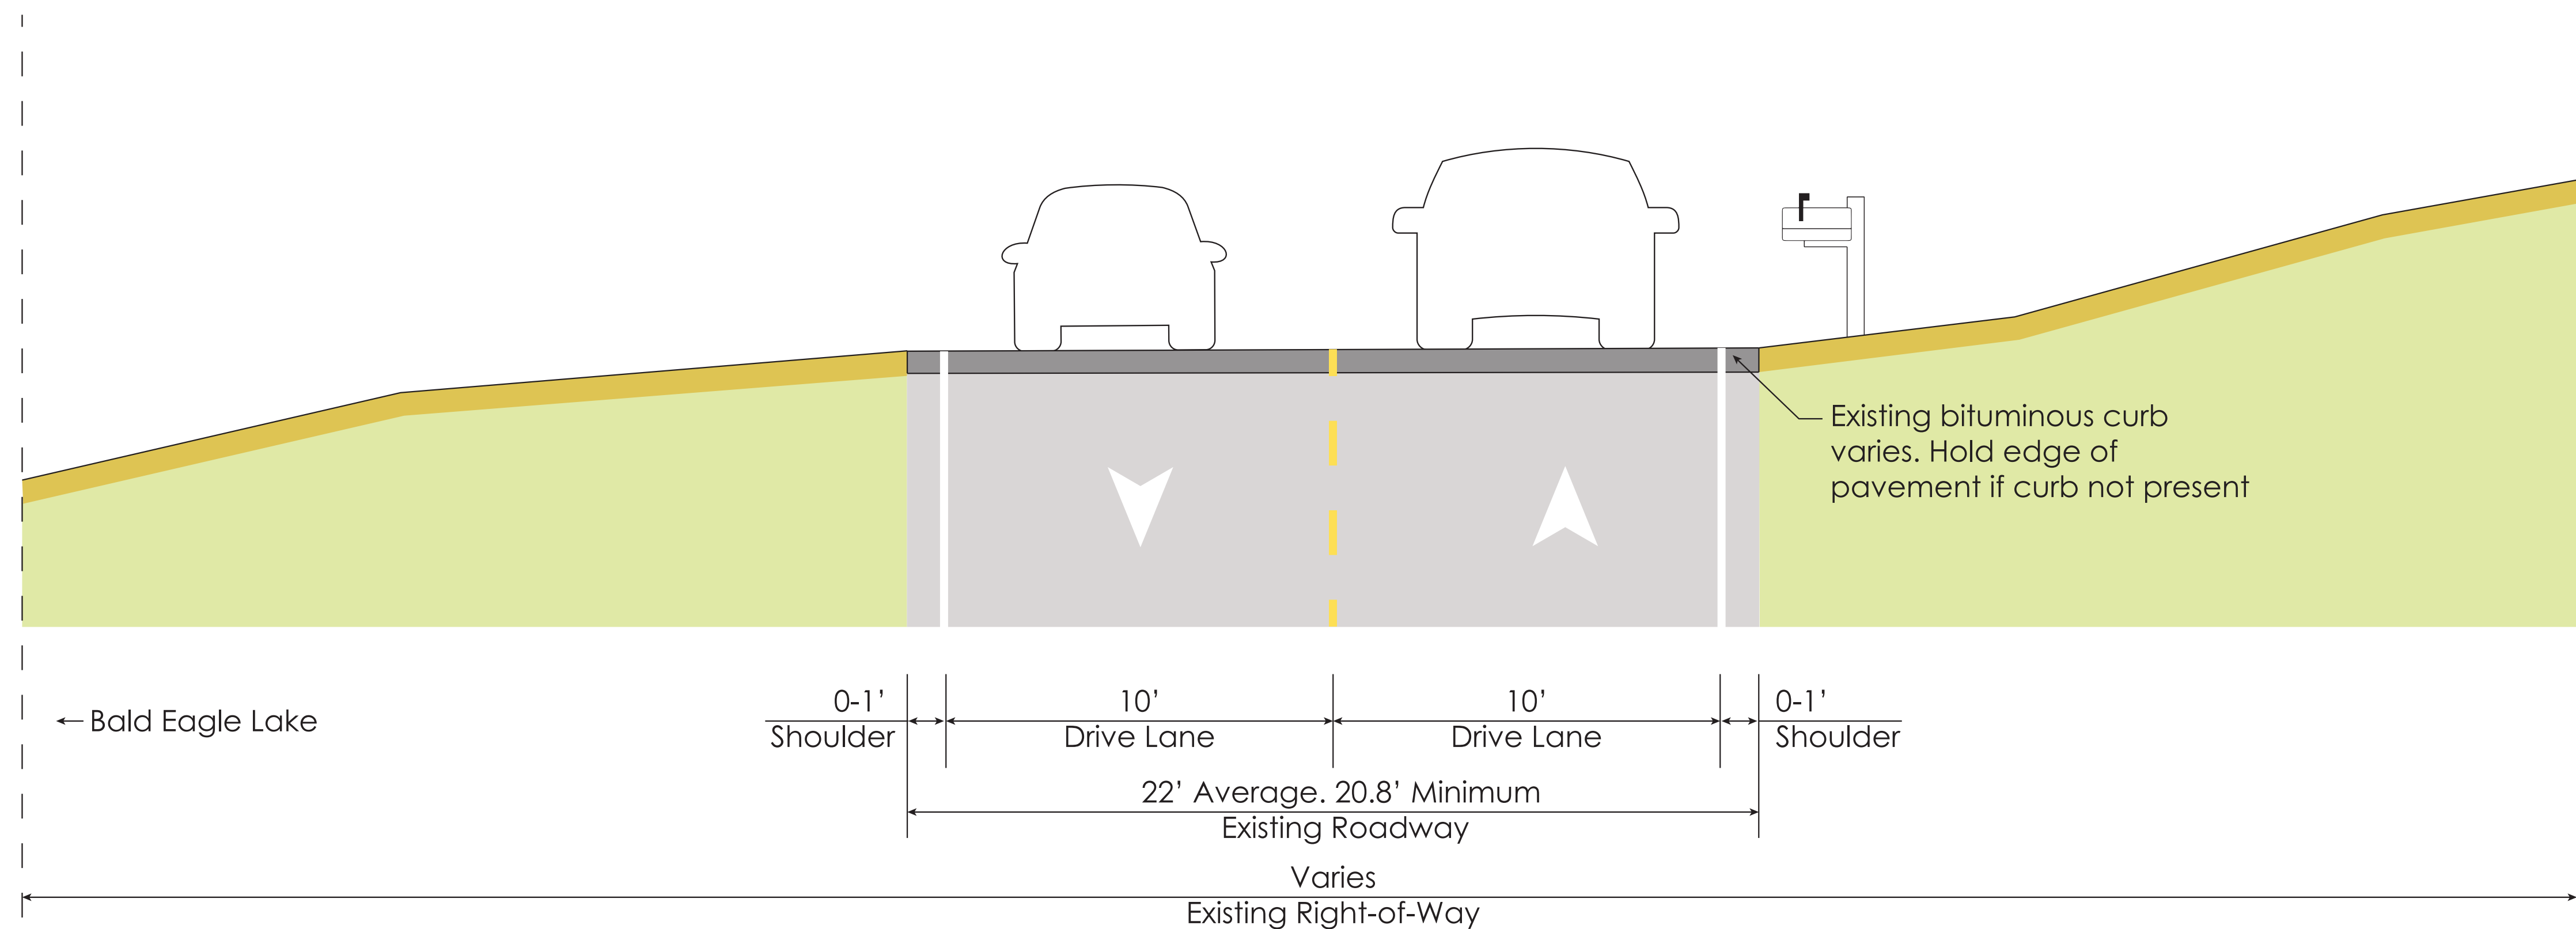 Existing bituminous curb
varies. Hold edge of
pavement if curb not present
← Bald Eagle Lake
0-1’
Shoulder
10’
Drive Lane
10’
Drive Lane
0-1’
Shoulder
22’ Average. 20.8’ Minimum
Existing Roadway
Varies
Existing Right-of-Way